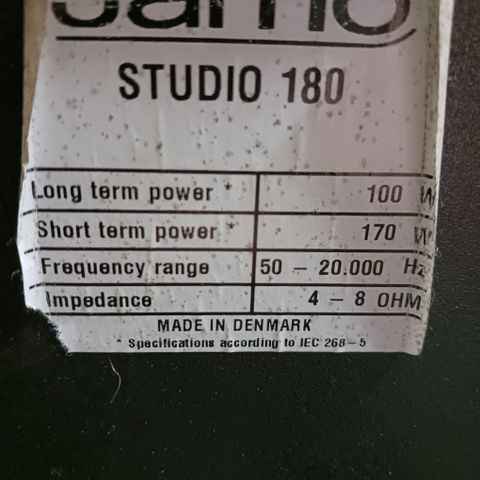 Jamo
STUDIO 180
Long term power * 100 W
Short term power * 170 W
Frequency range 50 – 20.000 Hz
Impedance 4 – 8 OHM
MADE IN DENMARK
* Specifications according to IEC 268–5